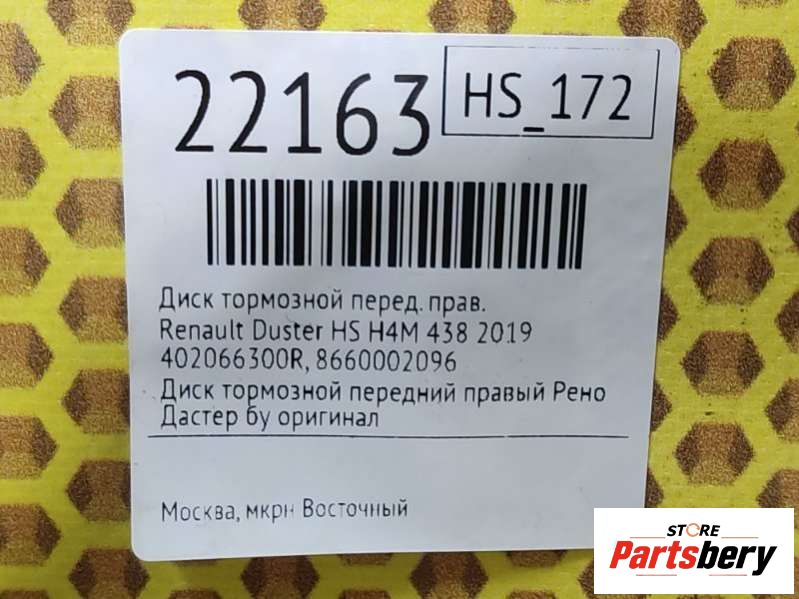 22163
HS_172
Диск тормозной перед. прав.
Renault Duster HS H4M 438 2019
402066300R, 8660002096
Диск тормозной передний правый Рено
Дастер бу оригинал
Москва, мкрн Восточный
STORE
Partsbery